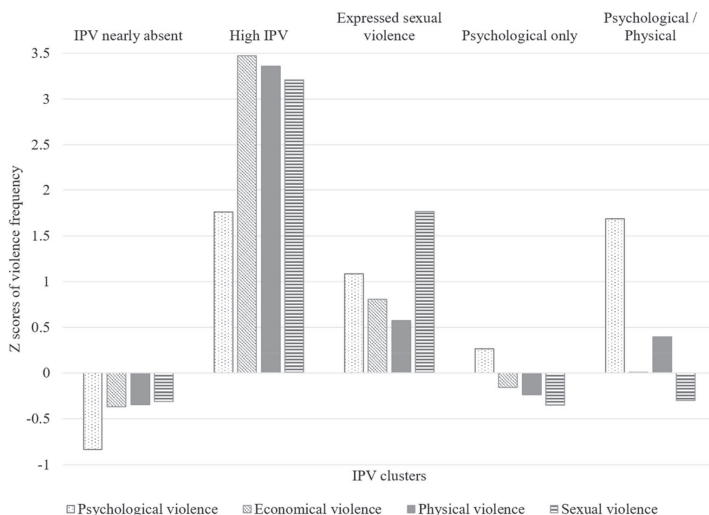 IPV nearly absent
High IPV
Expressed sexual
violence
Psychological only
Psychological /
Physical
3.5
3
2.5
2
1.5
1
0.5
0
-0.5
-1
Z scores of violence frequency
IPV clusters
Psychological violence
Economical violence
Physical violence
Sexual violence